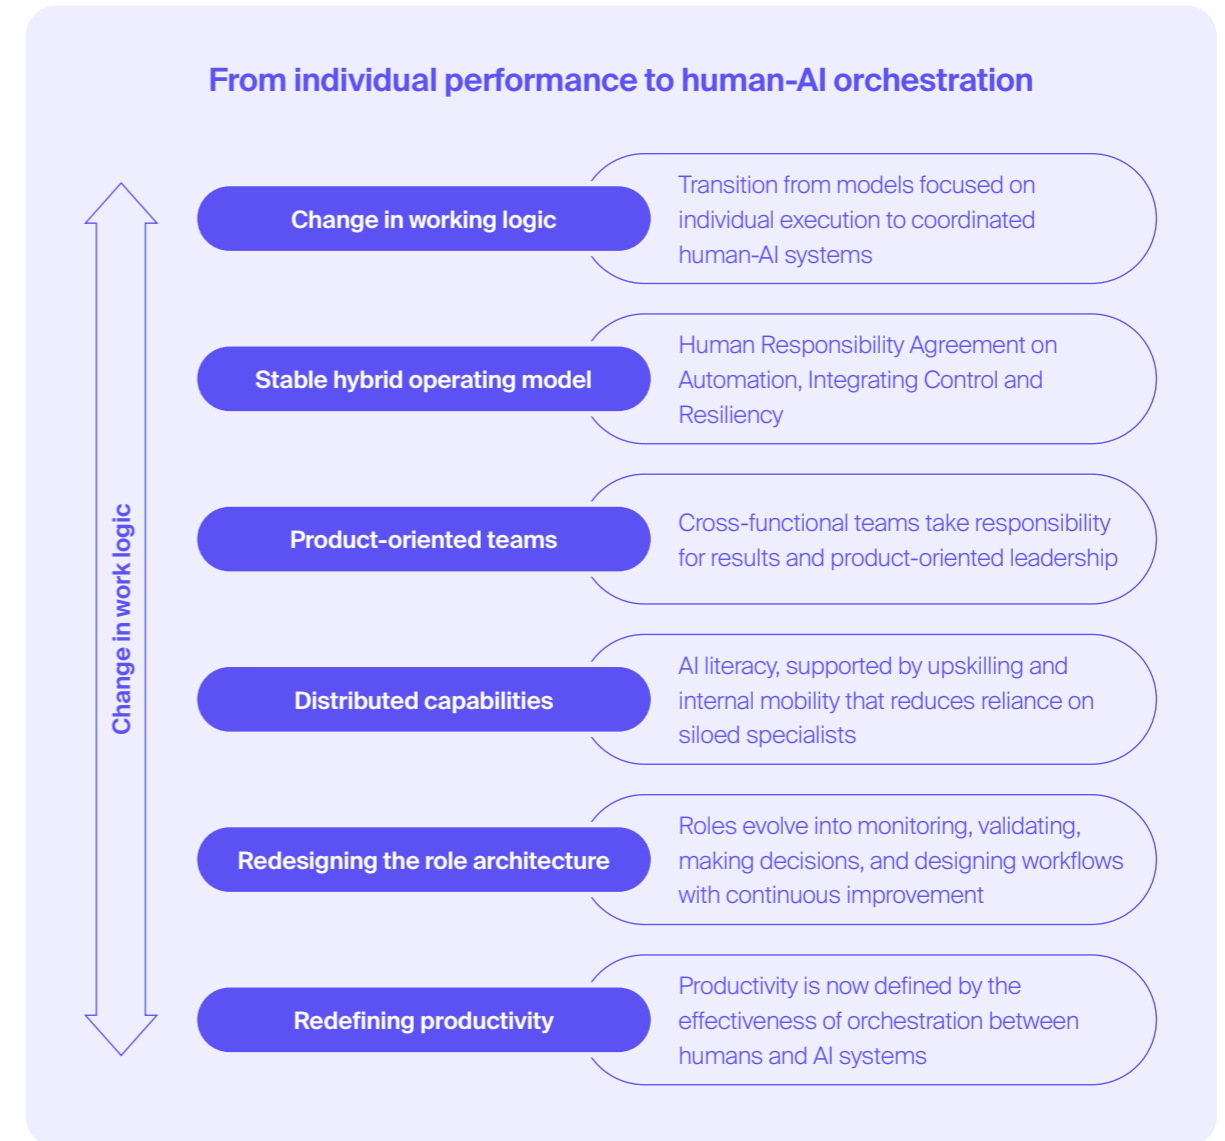 From individual performance to human-AI orchestration
Change in work logic
Change in working logic
Transition from models focused on
individual execution to coordinated
human-AI systems
Stable hybrid operating model
Human Responsibility Agreement on
Automation, Integrating Control and
Resiliency
Product-oriented teams
Cross-functional teams take responsibility
for results and product-oriented leadership
Distributed capabilities
AI literacy, supported by upskilling and
internal mobility that reduces reliance on
siloed specialists
Redesigning the role architecture
Roles evolve into monitoring, validating,
making decisions, and designing workflows
with continuous improvement
Redefining productivity
Productivity is now defined by the
effectiveness of orchestration between
humans and AI systems